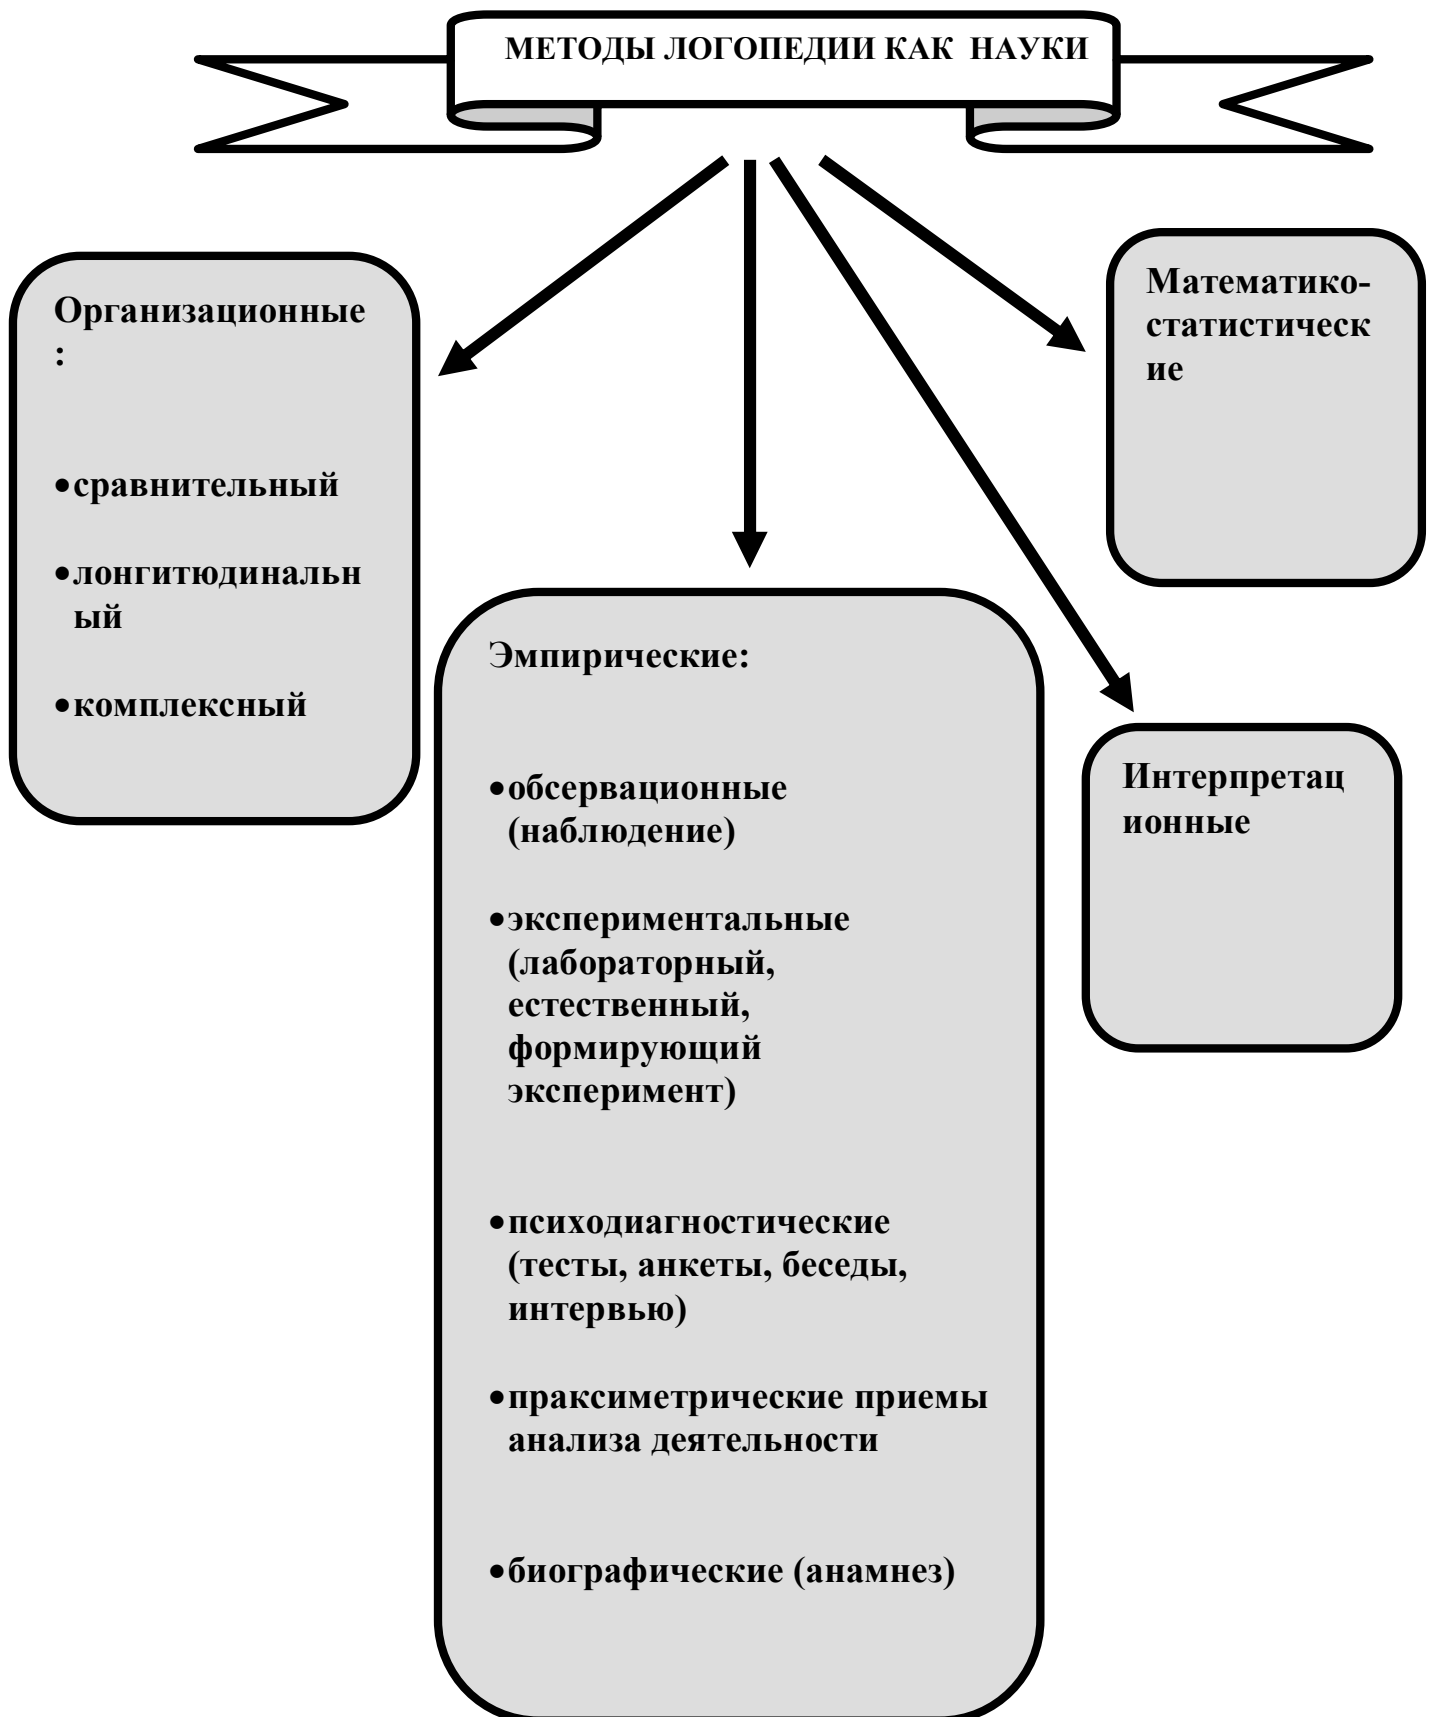 МЕТОДЫ ЛОГОПЕДИИ КАК НАУКИ
Организационные
:
•сравнительный
•лонгитюдинальн
ый
•комплексный
Эмпирические:
•обсервационные
(наблюдение)
•экспериментальные
(лабораторный,
естественный,
формирующий
эксперимент)
•психодиагностические
(тесты, анкеты, беседы,
интервью)
•праксиметрические приемы
анализа деятельности
•биографические (анамнез)
Математико-
статистическ
ие
Интерпретац
ионные